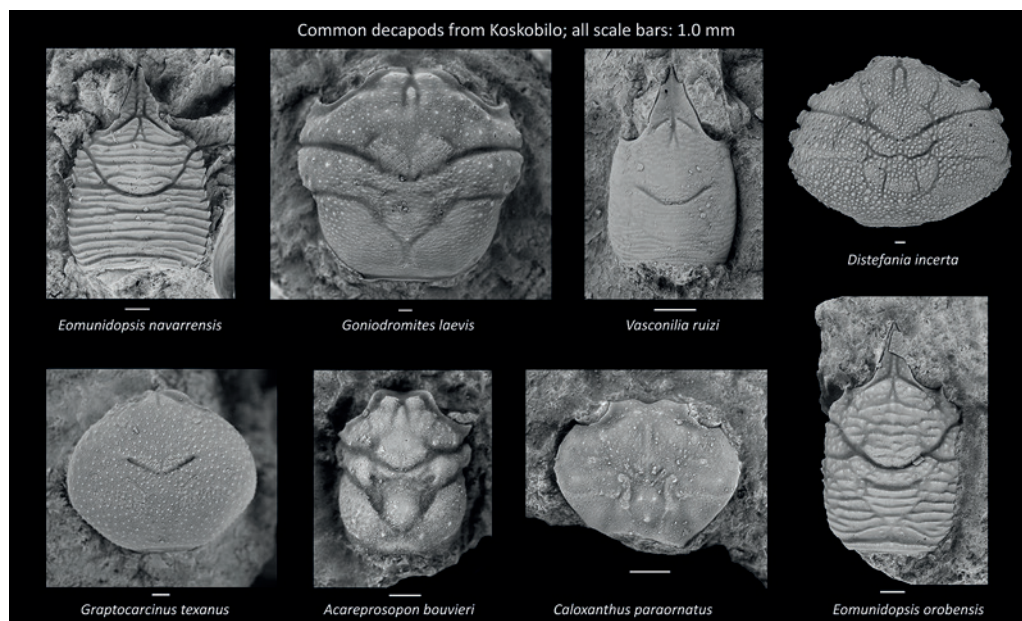 Common decapods from Koskobilo; all scale bars: 1.0 mm
Eomunidopsis navarrensis
Goniodromites laevis
Vasconilia ruizi
Distefania incerta
Graptocarcinus texanus
Acareprosopon bouvieri
Caloxanthus paraornatus
Eomunidopsis orobensis